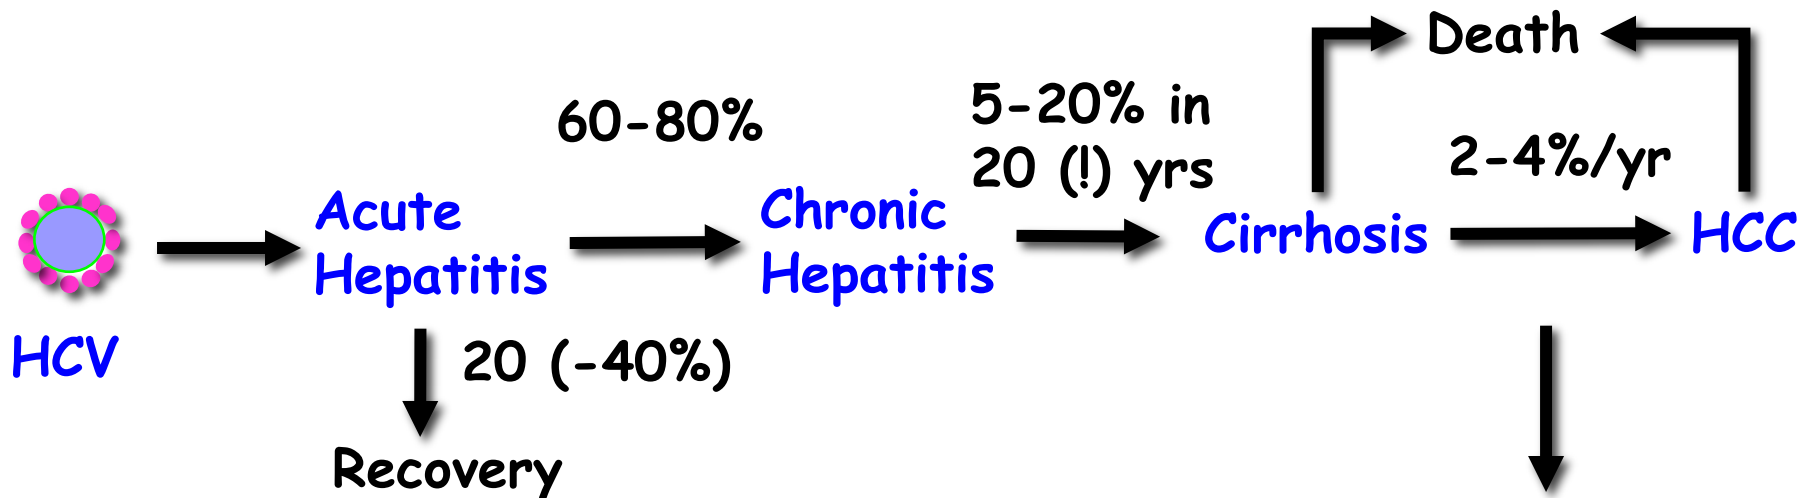 Death
60-80%
5-20% in
20 (!) yrs
2-4%/yr
Acute
Hepatitis
Chronic
Hepatitis
Cirrhosis
HCC
HCV
20 (-40%)
Recovery